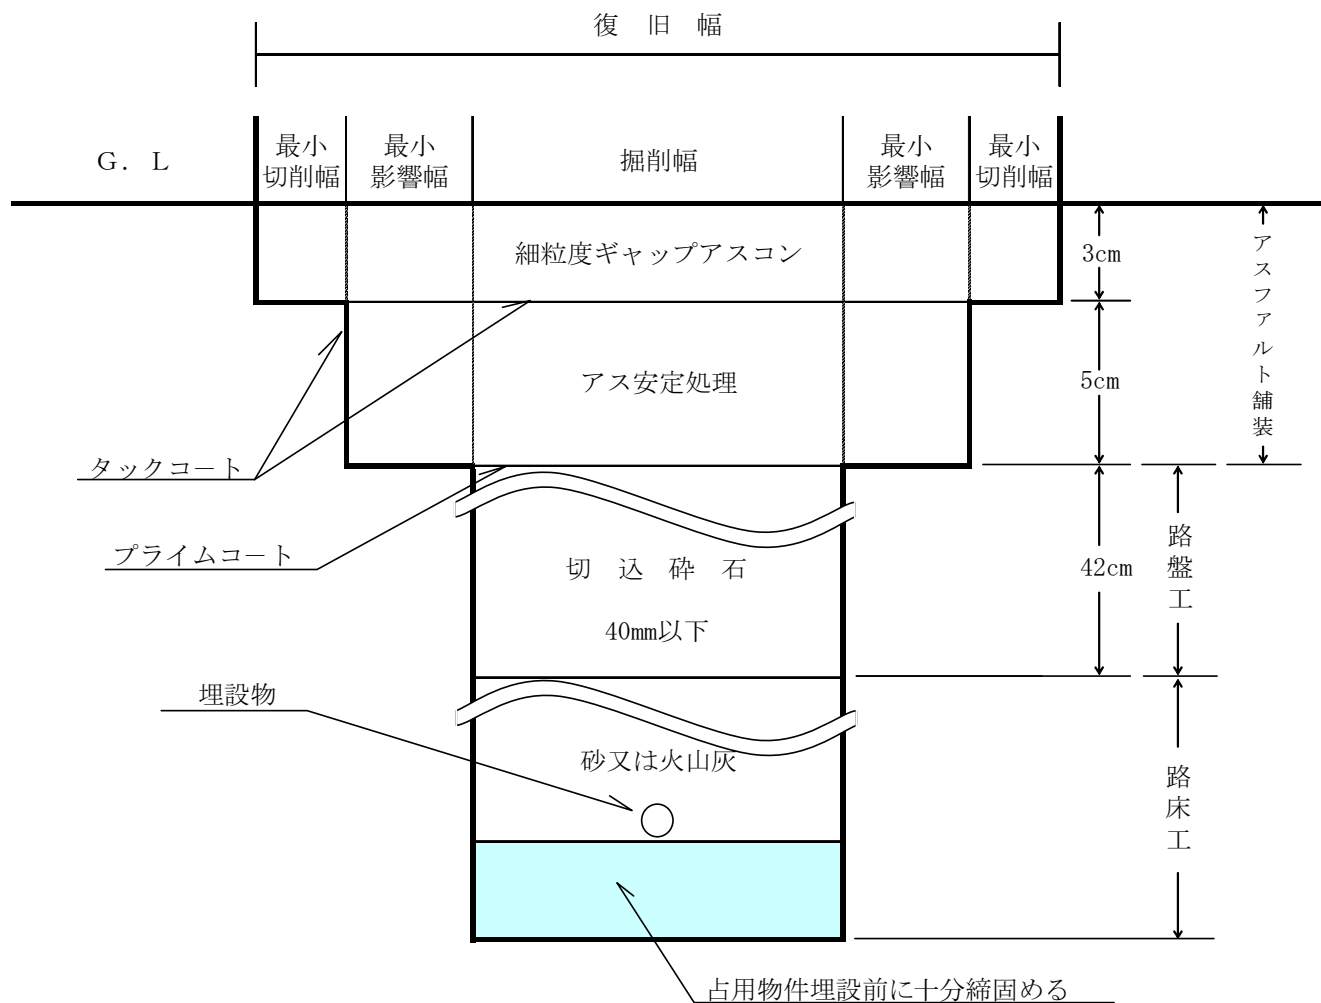 復 旧 幅
G. L
最小
切削幅
最小
影響幅
掘削幅
最小
影響幅
最小
切削幅
細粒度ギャップアスコン
3cm
アスファルト舗装
アス安定処理
5cm
タックコート
プライムコート
切 込 砕 石
40mm以下
42cm
路盤工
埋設物
砂又は火山灰
路床工
占用物件埋設前に十分締固める